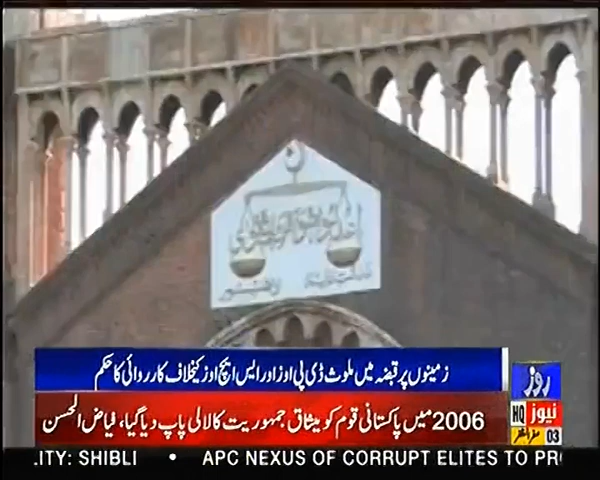 زمینوں پر قبضہ میں ملوث ڈی پی اوز اور ایس ایچ اوز کیخلاف کارروائی کا حکم
2006 میں پاکستانی قوم کو میثاق جمہوریت کا لالی پاپ دیا گیا، فیاض الحسن
روز
HQ نیوز
03
.ITY: SHIBLI • APC NEXUS OF CORRUPT ELITES TO PR